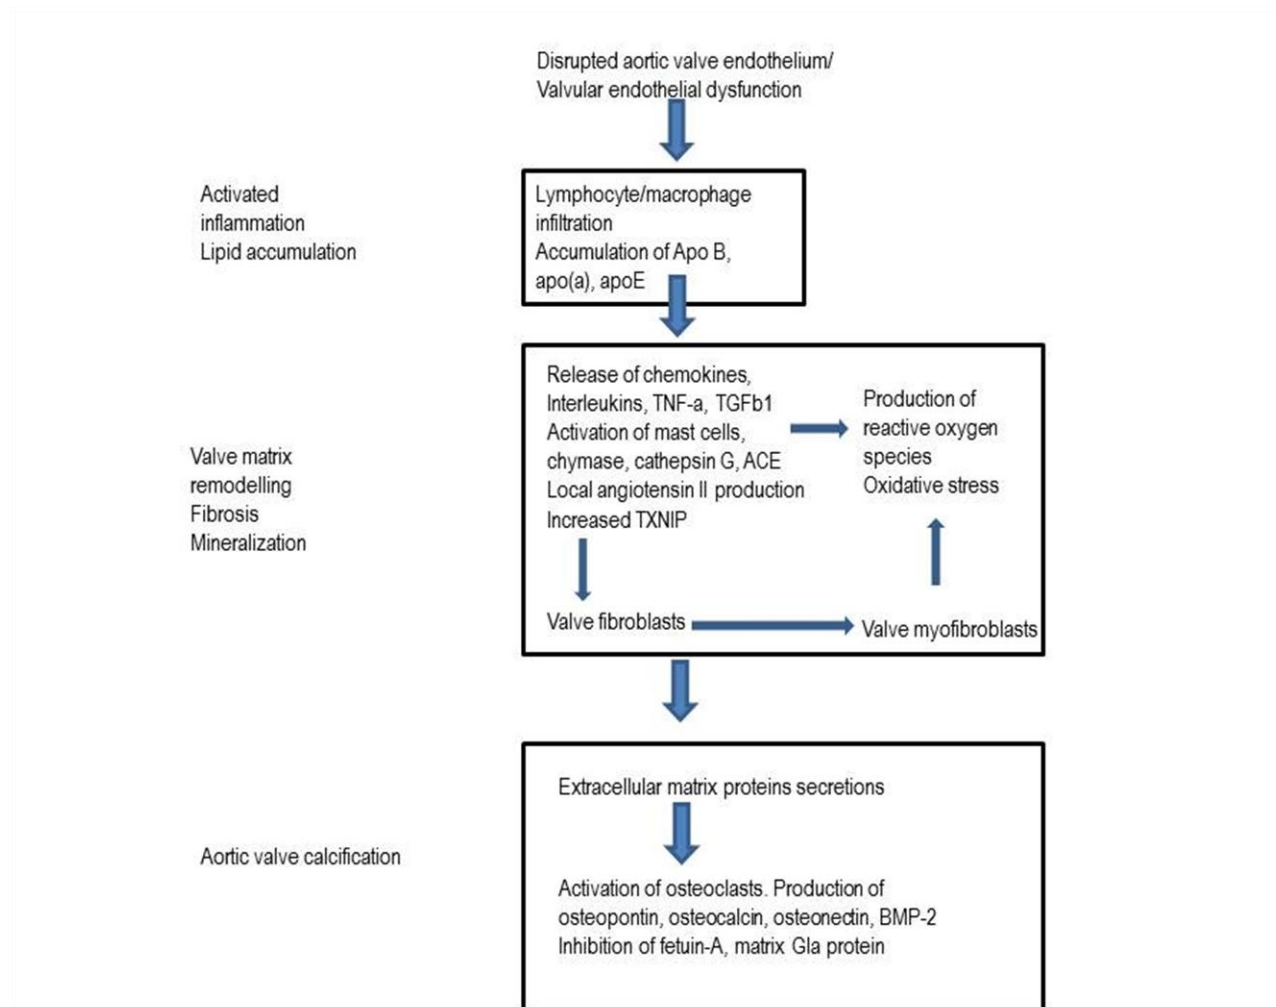 Disrupted aortic valve endothelium/
Valvular endothelial dysfunction
Activated
inflammation
Lipid accumulation
Lymphocyte/macrophage
infiltration
Accumulation of Apo B,
apo(a), apoE
Valve matrix
remodelling
Fibrosis
Mineralization
Release of chemokines,
Interleukins, TNF-a, TGFb1
Activation of mast cells,
chymase, cathepsin G, ACE
Local angiotensin II production
Increased TXNIP
Production of
reactive oxygen
species
Oxidative stress
Valve fibroblasts
Valve myofibroblasts
Aortic valve calcification
Extracellular matrix proteins secretions
Activation of osteoclasts. Production of
osteopontin, osteocalcin, osteonectin, BMP-2
Inhibition of fetuin-A, matrix Gla protein